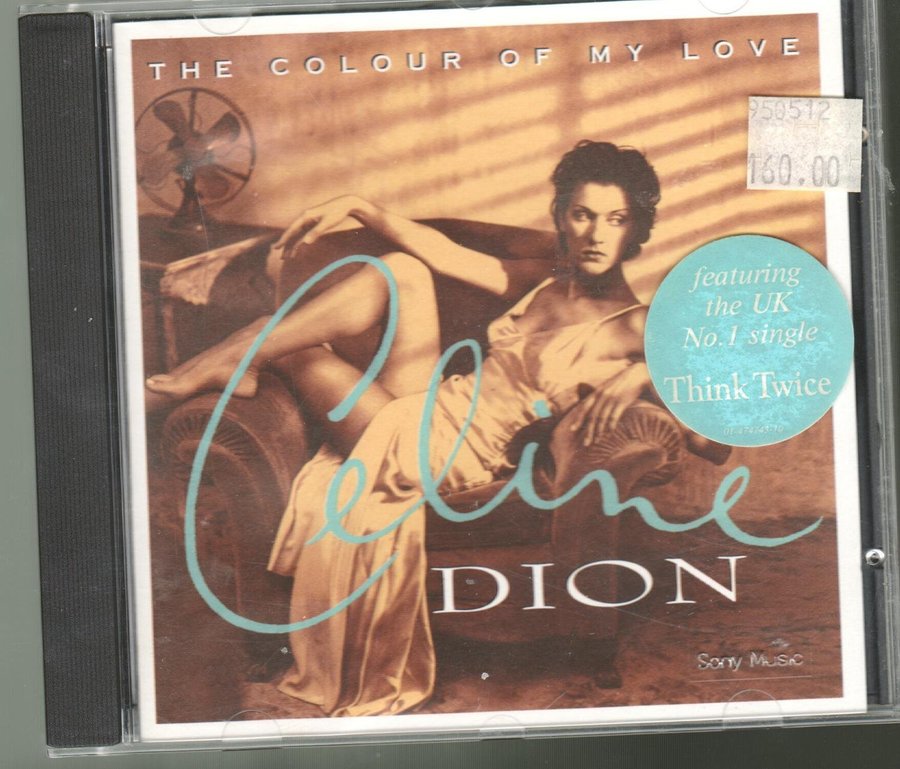 THE COLOUR OF MY LOVE
950512
160.00
featuring
the UK
No.1 single
Think Twice
Celine
DION
Sony Music